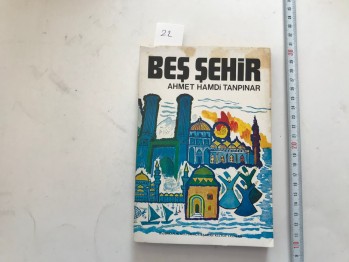 22
BEŞ ŞEHİR
AHMET HAMDİ TANPINAR